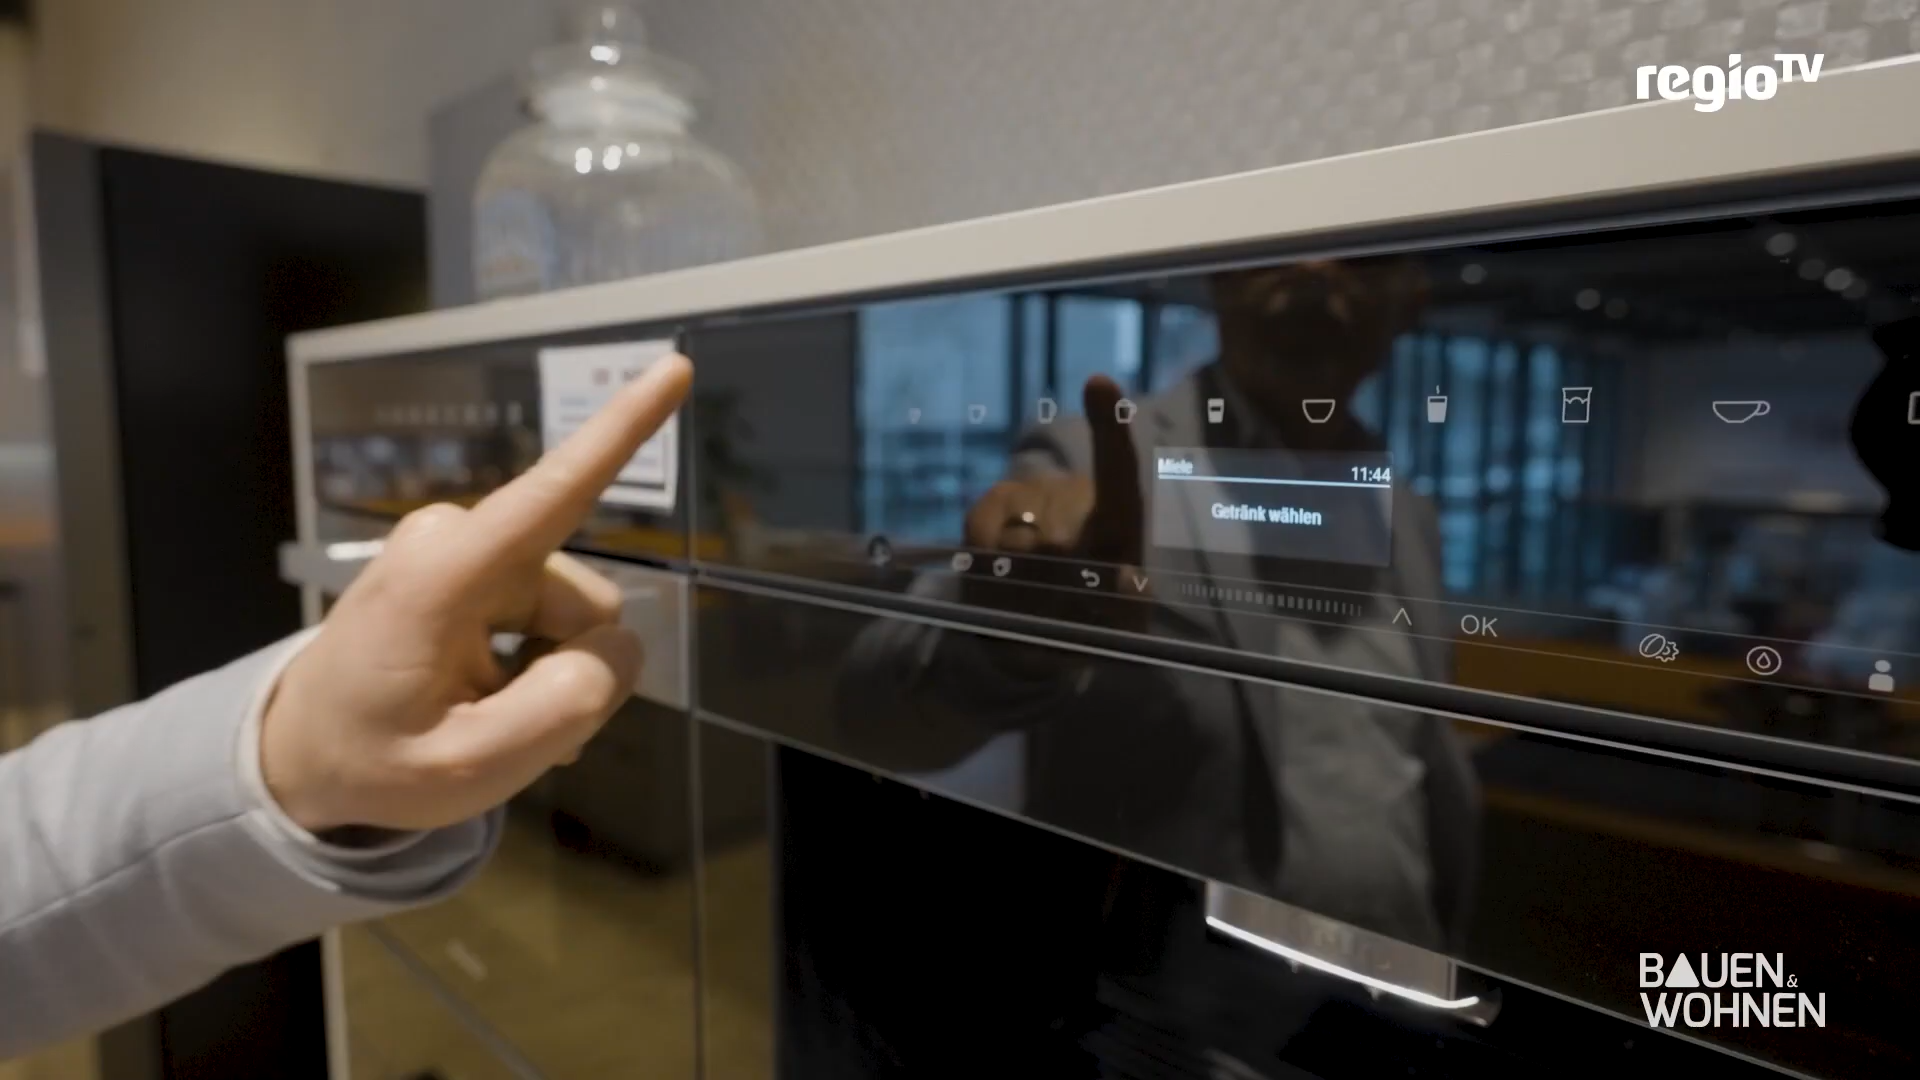 regioTV
Miele
11:44
Getränk wählen
OK
BAUEN &
WOHNEN